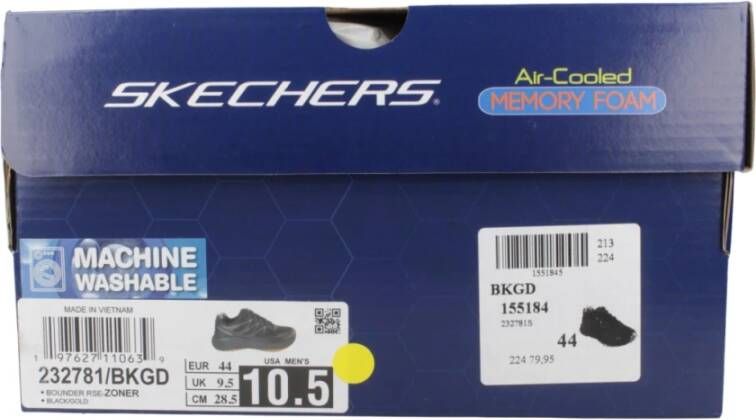 SKECHERS
Air-Cooled
MEMORY FOAM
MACHINE
WASHABLE
MADE IN VIETNAM
1 97627 11063 9
232781/BKGD
• BOUNDER RSE-ZONER
• BLACK/GOLD
EUR 44
UK 9.5
CM 28.5
USA MEN'S
10.5
1551845
213
224
BKGD
155184
232781S
44
224 79,95